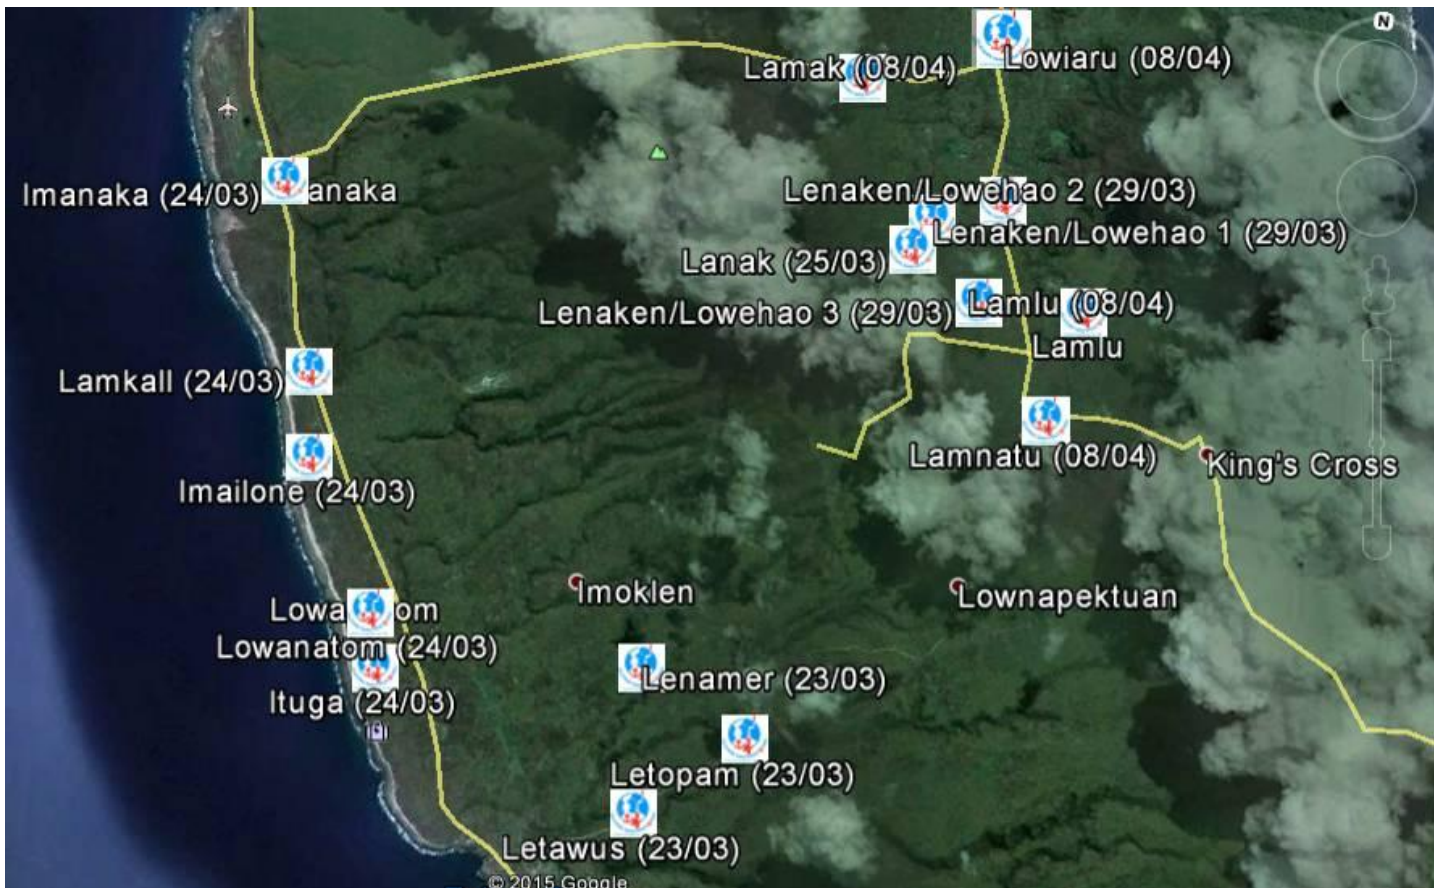 N
Lamak (08/04)
Lowiaru (08/04)
Imanaka (24/03)
anaka
Lenaken/Lowehao 2 (29/03)
Lenaken/Lowehao 1 (29/03)
Lanak (25/03)
Lenaken/Lowehao 3 (29/03)
Lamlu (08/04)
Lamlu
Lamkall (24/03)
Lamnatu (08/04)
King's Cross
Imailone (24/03)
Imoklen
Lownapektuan
Lowa om
Lowanatom (24/03)
Lenamer (23/03)
Ituga (24/03)
Letopam (23/03)
Letawus (23/03)
© 2015 Google